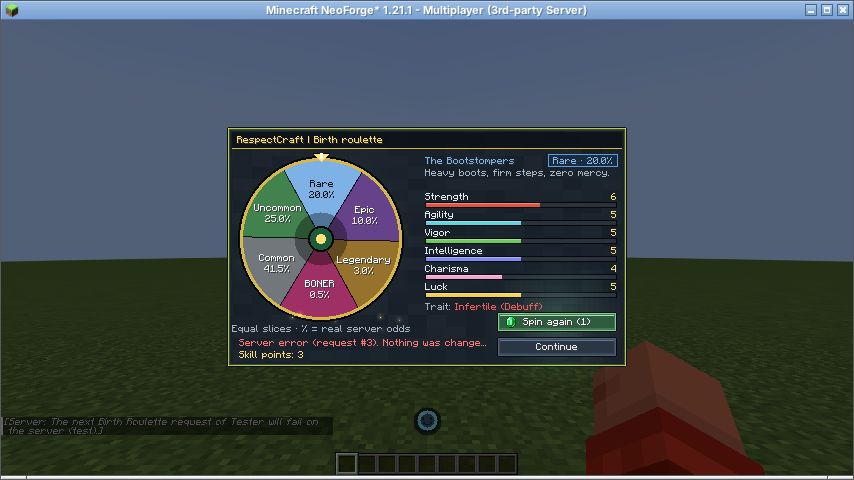 Minecraft NeoForge* 1.21.1 - Multiplayer (3rd-party Server)
RespectCraft | Birth roulette
Rare
20.0%
Epic
10.0%
Legendary
3.0%
BONER
0.5%
Common
41.5%
Uncommon
25.0%
Equal slices · % = real server odds
The Bootstompers
Rare · 20.0%
Heavy boots, firm steps, zero mercy.
Strength 6
Agility 5
Vigor 5
Intelligence 5
Charisma 4
Luck 5
Trait: Infertile (Debuff)
Spin again (1)
Server error (request #3). Nothing was change...
Skill points: 3
Continue
[Server: The next Birth Roulette request of Tester will fail on
the server (test).]